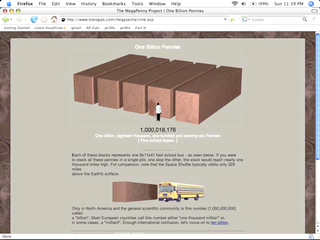 Firefox File Edit View History Bookmarks Tools Window Help Sun 11:39 PM
The MegaPenny Project | One Billion Pennies
One Billion Pennies
1,000,018,176
One billion, eighteen thousand, one hundred and seventy-six Pennies
[ Five school buses ]
Each of these blocks represents one 9x11x41 foot school bus - as seen below. If you
were to stack all these pennies in a single pile, one atop the other, the stack would reach nearly one
thousand miles high. For comparison, note that the Space Shuttle typically orbits only 225
miles
above the Earth's surface.
Only in North America and the general scientific community is this number (1,000,000,000)
called
a "billion". Most European countries call this number either "one thousand million" or,
in some cases, a "milliard". Enough international confusion, let's move on to ten billion.
Done